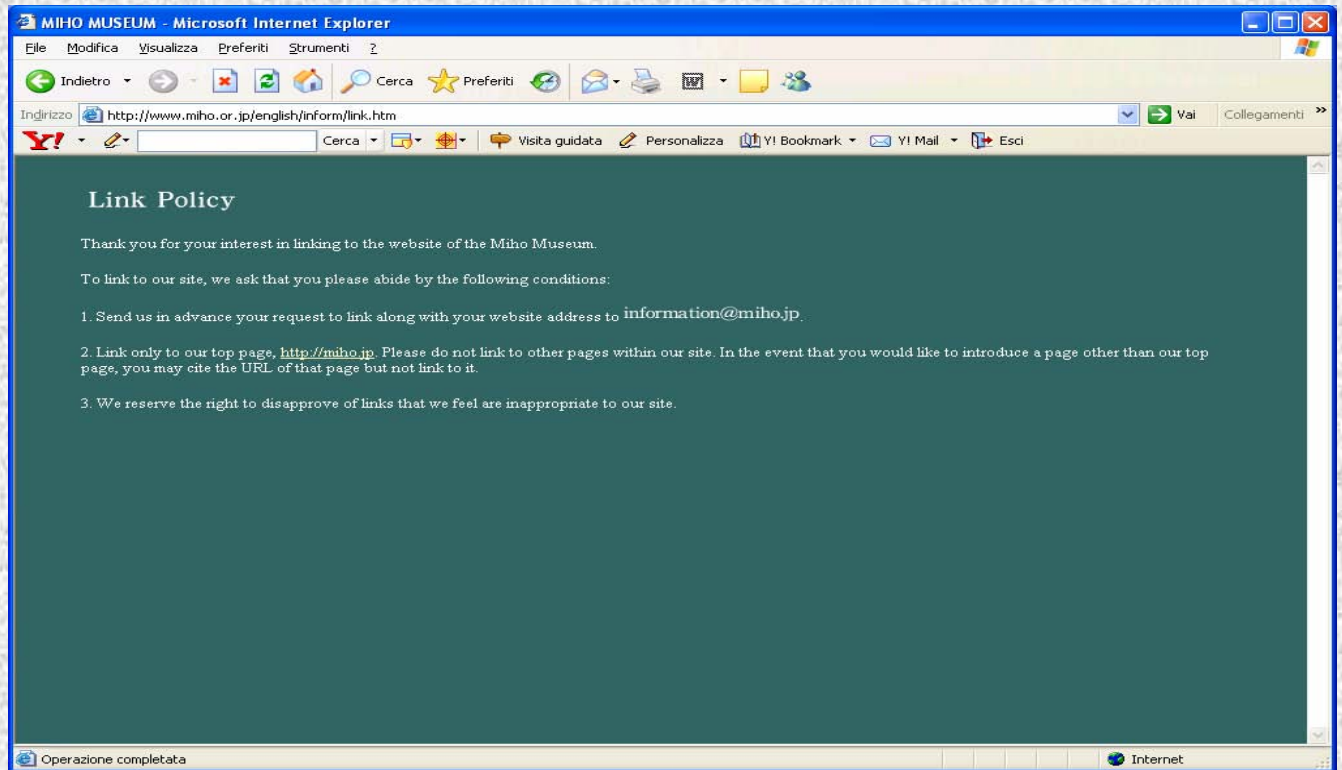 MIHO MUSEUM - Microsoft Internet Explorer
File Modifica Visualizza Preferiti Strumenti ?
Indietro Cerca Preferiti W
Indirizzo http://www.miho.or.jp/english/inform/link.htm Vai Collegamenti »
Y! Cerca Visita guidata Personalizza Y! Bookmark Y! Mail Esci
Link Policy
Thank you for your interest in linking to the website of the Miho Museum.
To link to our site, we ask that you please abide by the following conditions:
1. Send us in advance your request to link along with your website address to information@miho.jp.
2. Link only to our top page, http://miho.jp. Please do not link to other pages within our site. In the event that you would like to introduce a page other than our top
page, you may cite the URL of that page but not link to it.
3. We reserve the right to disapprove of links that we feel are inappropriate to our site.
Operazione completata Internet